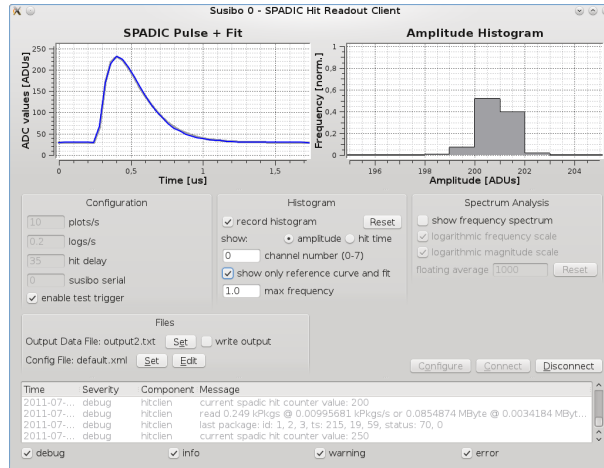 Susibo 0 - SPADIC Hit Readout Client
SPADIC Pulse + Fit
ADC values [ADUs]
250
200
150
100
50
0
0 0.5 1 1.5
Time [us]
Amplitude Histogram
Frequency [norm.]
1
0.8
0.6
0.4
0.2
0
196 198 200 202 204
Amplitude [ADUs]
Configuration
10 plots/s
0.2 logs/s
35 hit delay
0 susibo serial
enable test trigger
Histogram
record histogram Reset
show: amplitude hit time
0 channel number (0-7)
show only reference curve and fit
1.0 max frequency
Spectrum Analysis
show frequency spectrum
logarithmic frequency scale
logarithmic magnitude scale
floating average 1000 Reset
Files
Output Data File: output2.txt Set write output
Config File: default.xml Set Edit
Configure Connect Disconnect
Time Severity Component Message
2011-07-... debug hitclien current spadic hit counter value: 200
2011-07-... debug hitclien read 0.249 kPkgs @ 0.00995681 kPkgs/s or 0.0854874 MByte @ 0.0034184 MByt...
2011-07-... debug hitclien last package: id: 1, 2, 3, ts: 215, 19, 59, status: 70, 0
2011-07-... debug hitclien current spadic hit counter value: 250
debug info warning error